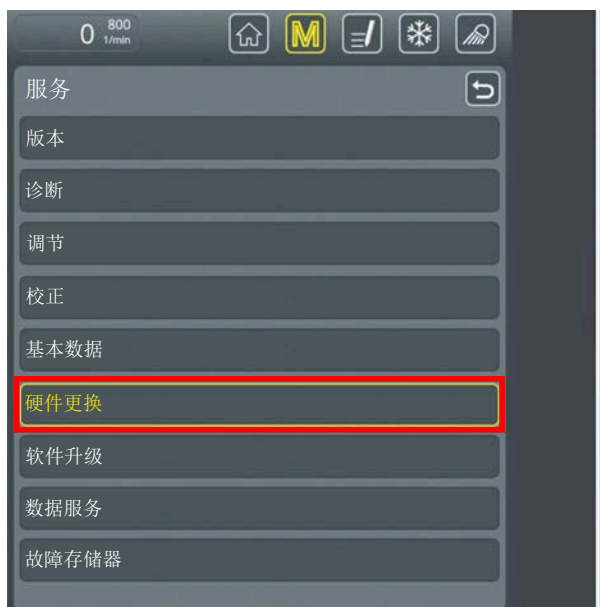 0 800
1/min
M
服务
版本
诊断
调节
校正
基本数据
硬件更换
软件升级
数据服务
故障存储器